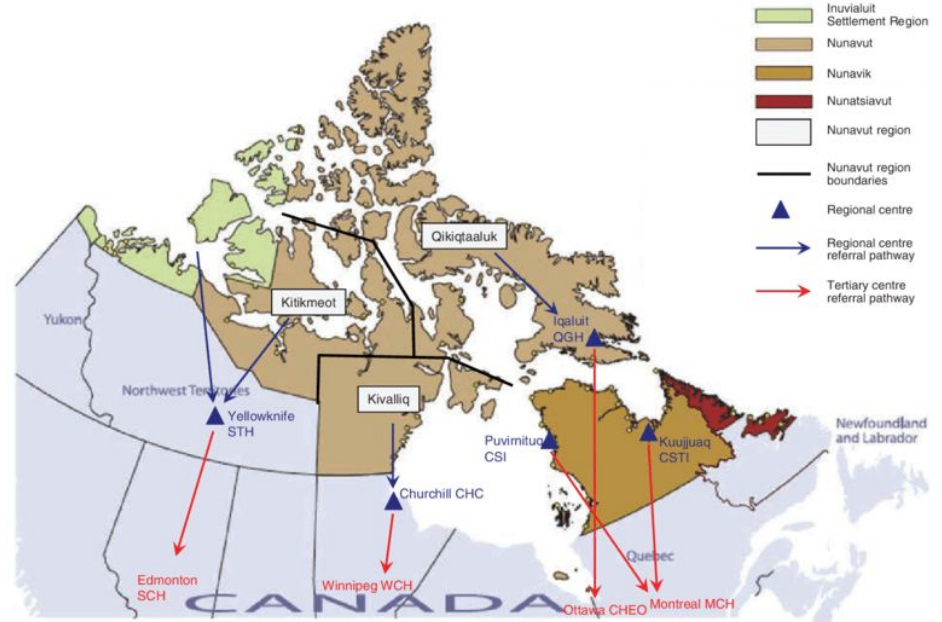 Inuvialuit
Settlement Region
Nunavut
Nunavik
Nunatsiavut
Nunavut region
Nunavut region
boundaries
Regional centre
Regional centre
referral pathway
Tertiary centre
referral pathway
Qikiqtaaluk
Kitikmeot
Iqaluit
QGH
Yukon
Northwest Territories
Kivalliq
Yellowknife
STH
Puvirnituq
CSI
Kuujjuaq
CSTI
Newfoundland
and Labrador
Churchill CHC
Quebec
Edmonton
SCH
Winnipeg WCH
CANADA
Ottawa CHEO
Montreal MCH